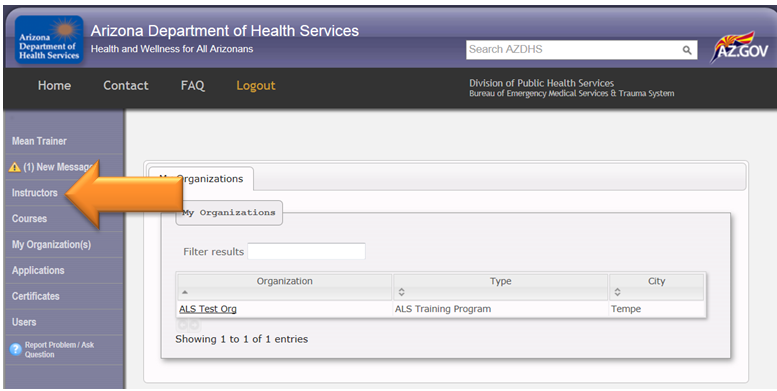 Arizona
Department of
Health Services
Arizona Department of Health Services
Health and Wellness for All Arizonans
Search AZDHS
AZ.GOV
Home Contact FAQ Logout
Division of Public Health Services
Bureau of Emergency Medical Services & Trauma System
Mean Trainer
(1) New Message
Instructors
Courses
My Organization(s)
Applications
Certificates
Users
Report Problem / Ask
Question
My Organizations
My Organizations
Filter results
Organization Type City
ALS Test Org ALS Training Program Tempe
Showing 1 to 1 of 1 entries